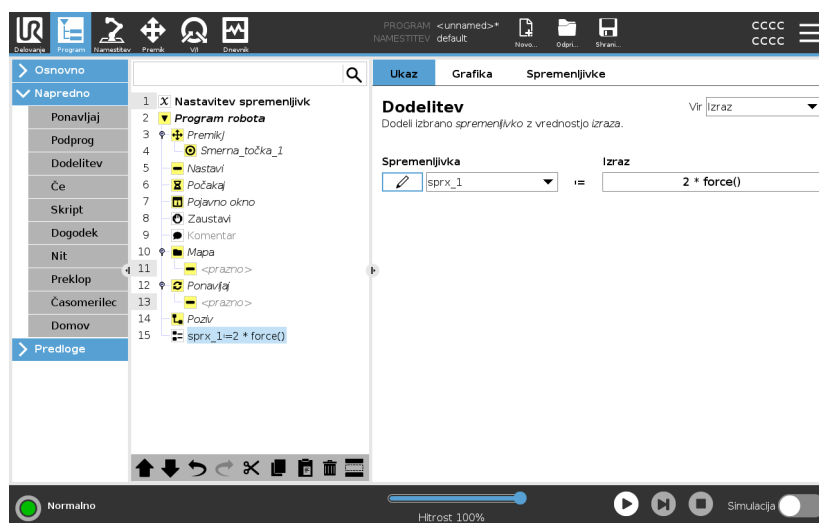 UR
PROGRAM <unnamed>*
NAMESTITEV default
Delovanje Program Namestitev Premik V/I Dnevnik
Novo... Odpri... Shrani...
CCCC
CCCC
Osnovno
Napredno
Ponavljaj
Podprog
Dodelitev
Če
Skript
Dogodek
Nit
Preklop
Časomerilec
Domov
Predloge
1 X Nastavitev spremenljivk
2 Program robota
3 PremikJ
4 Smerna_točka_1
5 Nastavi
6 Počakaj
7 Pojavno okno
8 Zaustavi
9 Komentar
10 Mapa
11 <prazno>
12 Ponavljaj
13 <prazno>
14 Poziv
15 sprx_1≔2 * force()
Ukaz Grafika Spremenljivke
Dodelitev
Vir Izraz
Dodeli izbrano spremenljivko z vrednostjo izraza.
Spremenljivka Izraz
sprx_1 ≔ 2 * force()
Normalno
Hitrost 100%
Simulacija